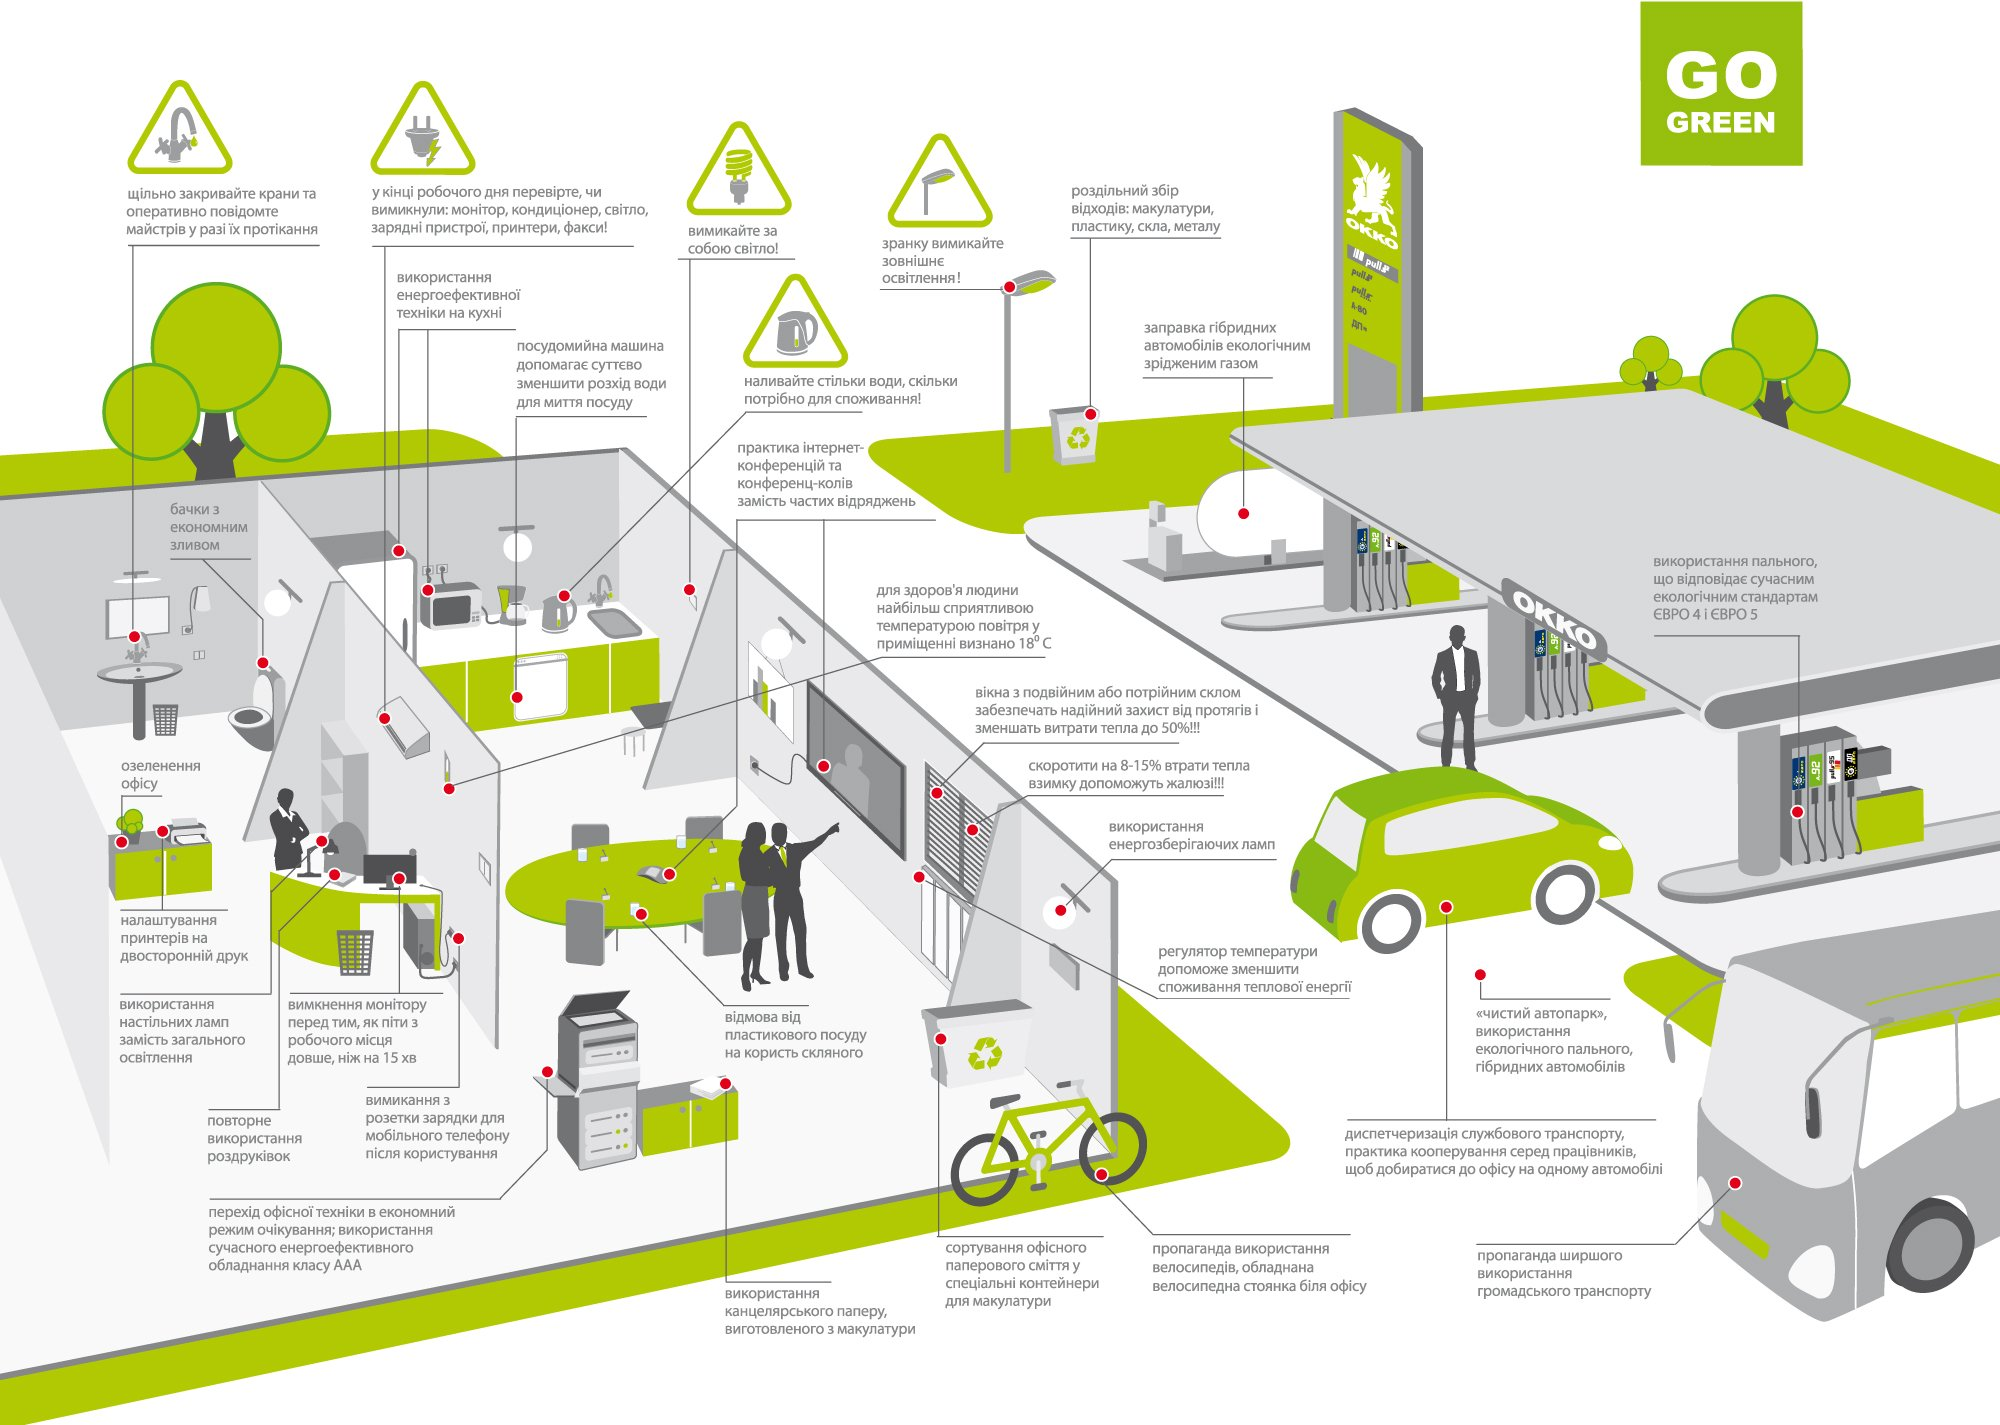 GO
GREEN
щільно закривайте крани та
оперативно повідомте
майстрів у разі їх протікання
у кінці робочого дня перевірте, чи
вимикнули: монітор, кондиціонер, світло,
зарядні пристрої, принтери, факси!
вимикайте за
собою світло!
зранку вимикайте
зовнішнє
освітлення!
роздільний збір
відходів: макулатури,
пластику, скла, металу
OKKO
pulls
pulls
pulls
A-80
ДП
використання
енергоефективної
техніки на кухні
посудомийна машина
допомагає суттєво
зменшити розхід води
для миття посуду
наливайте стільки води, скільки
потрібно для споживання!
заправка гібридних
автомобілів екологічним
зрідженим газом
практика інтернет-
конференцій та
конференц-колів
замість частих відряджень
бачки з
економним
зливом
для здоров'я людини
найбільш сприятливою
температурою повітря у
приміщенні визнано 18⁰ С
використання пального,
що відповідає сучасним
екологічним стандартам
ЄВРО 4 і ЄВРО 5
OKKO
92
92
92
95
вікна з подвійним або потрійним склом
забезпечать надійний захист від протягів і
зменшать витрати тепла до 50%!!!
скоротити на 8-15% втрати тепла
взимку допоможуть жалюзі!!!
озеленення
офісу
використання
енергозберігаючих ламп
налаштування
принтерів на
двосторонній друк
регулятор температури
допоможе зменшити
споживання теплової енергії
використання
настільних ламп
замість загального
освітлення
вимкнення монітору
перед тим, як піти з
робочого місця
довше, ніж на 15 хв
відмова від
пластикового посуду
на користь скляного
«чистий автопарк»,
використання
екологічного пального,
гібридних автомобілів
повторне
використання
роздруківок
вимикання з
розетки зарядки для
мобільного телефону
після користування
диспетчеризація службового транспорту,
практика кооперування серед працівників,
щоб добиратися до офісу на одному автомобілі
перехід офісної техніки в економний
режим очікування; використання
сучасного енергоефективного
обладнання класу ААА
використання
канцелярського паперу,
виготовленого з макулатури
сортування офісного
паперового сміття у
спеціальні контейнери
для макулатури
пропаганда використання
велосипедів, обладнана
велосипедна стоянка біля офісу
пропаганда ширшого
використання
громадського транспорту